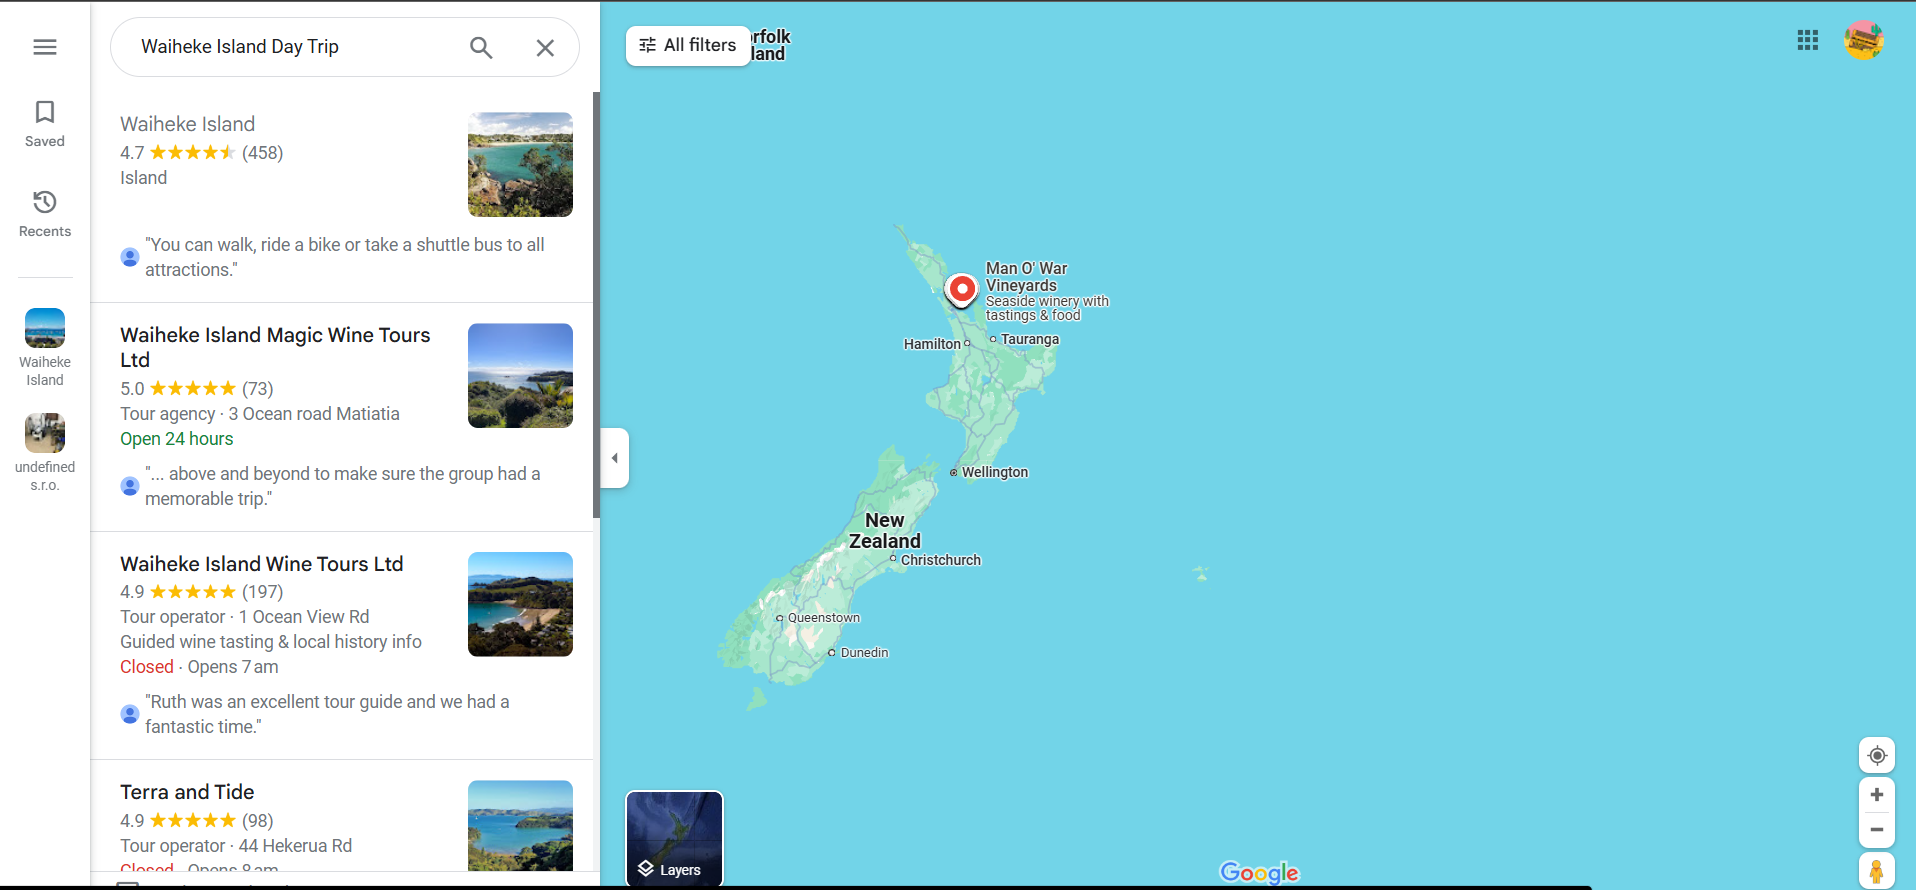 Waiheke Island Day Trip
Saved
Recents
Waiheke
Island
undefined
s.r.o.
Waiheke Island
4.7 (458)
Island
"You can walk, ride a bike or take a shuttle bus to all
attractions."
Waiheke Island Magic Wine Tours
Ltd
5.0 (73)
Tour agency · 3 Ocean road Matiatia
Open 24 hours
"... above and beyond to make sure the group had a
memorable trip."
Waiheke Island Wine Tours Ltd
4.9 (197)
Tour operator · 1 Ocean View Rd
Guided wine tasting & local history info
Closed · Opens 7 am
"Ruth was an excellent tour guide and we had a
fantastic time."
Terra and Tide
4.9 (98)
Tour operator · 44 Hekerua Rd
Closed · Opens 8 am
All filters
rfolk
land
Man O' War
Vineyards
Seaside winery with
tastings & food
Hamilton
Tauranga
Wellington
New
Zealand
Christchurch
Queenstown
Dunedin
Layers
Google